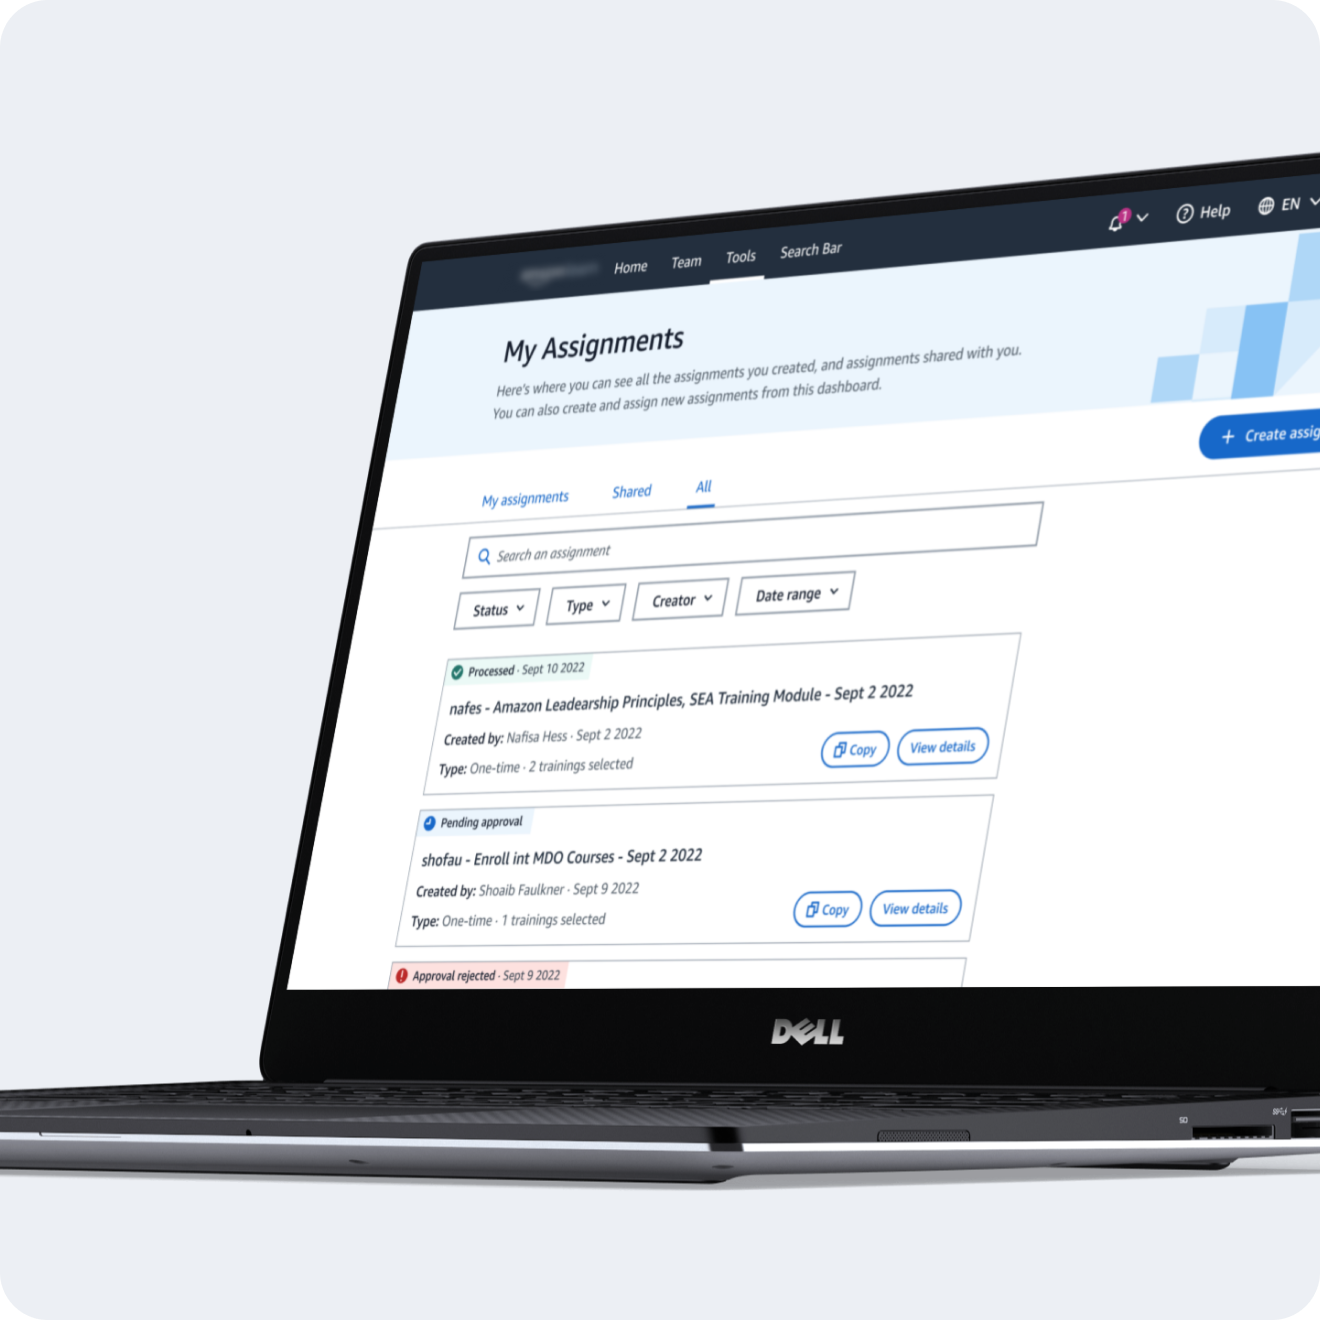 Home Team Tools Search Bar 1 Help EN
My Assignments
Here's where you can see all the assignments you created, and assignments shared with you.
You can also create and assign new assignments from this dashboard.
+ Create assig
My assignments Shared All
Search an assignment
Status Type Creator Date range
Processed · Sept 10 2022
nafes - Amazon Leadearship Principles, SEA Training Module - Sept 2 2022
Created by: Nafisa Hess · Sept 2 2022
Type: One-time · 2 trainings selected
Copy View details
Pending approval
shofau - Enroll int MDO Courses - Sept 2 2022
Created by: Shoaib Faulkner · Sept 9 2022
Type: One-time · 1 trainings selected
Copy View details
Approval rejected · Sept 9 2022
DELL